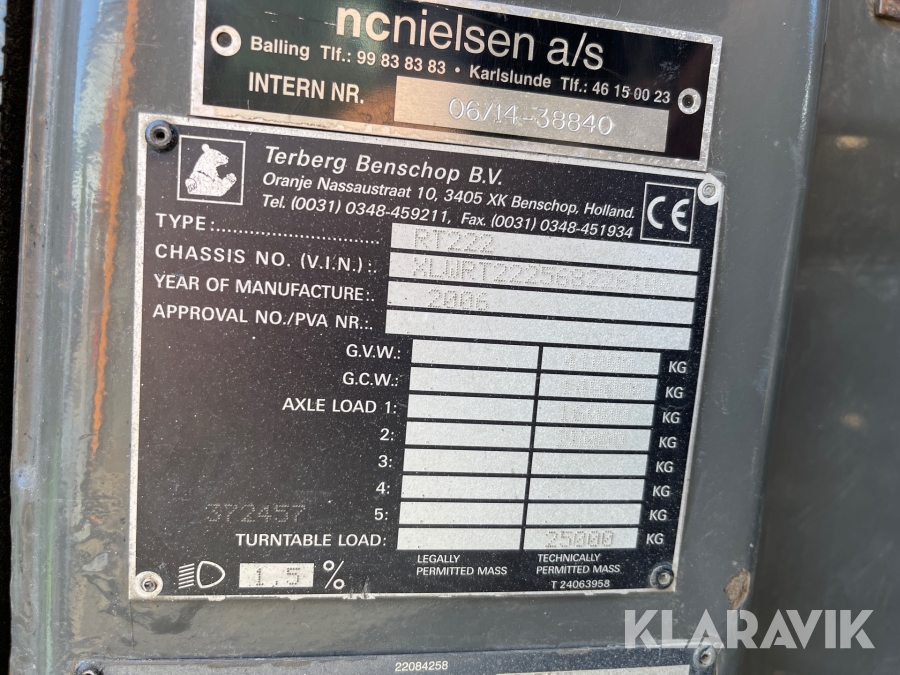 ncnielsen a/s
Balling Tlf.: 99 83 83 83 • Karlslunde Tlf.: 46 15 00 23
INTERN NR. 06/14-38840
Terberg Benschop B.V.
Oranje Nassaustraat 10, 3405 XK Benschop, Holland.
Tel. (0031) 0348-459211, Fax. (0031) 0348-451934
CE
TYPE: RT222
CHASSIS NO. (V.I.N.):
YEAR OF MANUFACTURE: 2006
APPROVAL NO./PVA NR.:
G.V.W.: KG
G.C.W.: KG
AXLE LOAD 1: KG
2: KG
3: KG
4: KG
372457 5: KG
TURNTABLE LOAD: 25000 KG
LEGALLY PERMITTED MASS
TECHNICALLY PERMITTED MASS
1.5 %
T 24063958
22084258
KLARAVIK